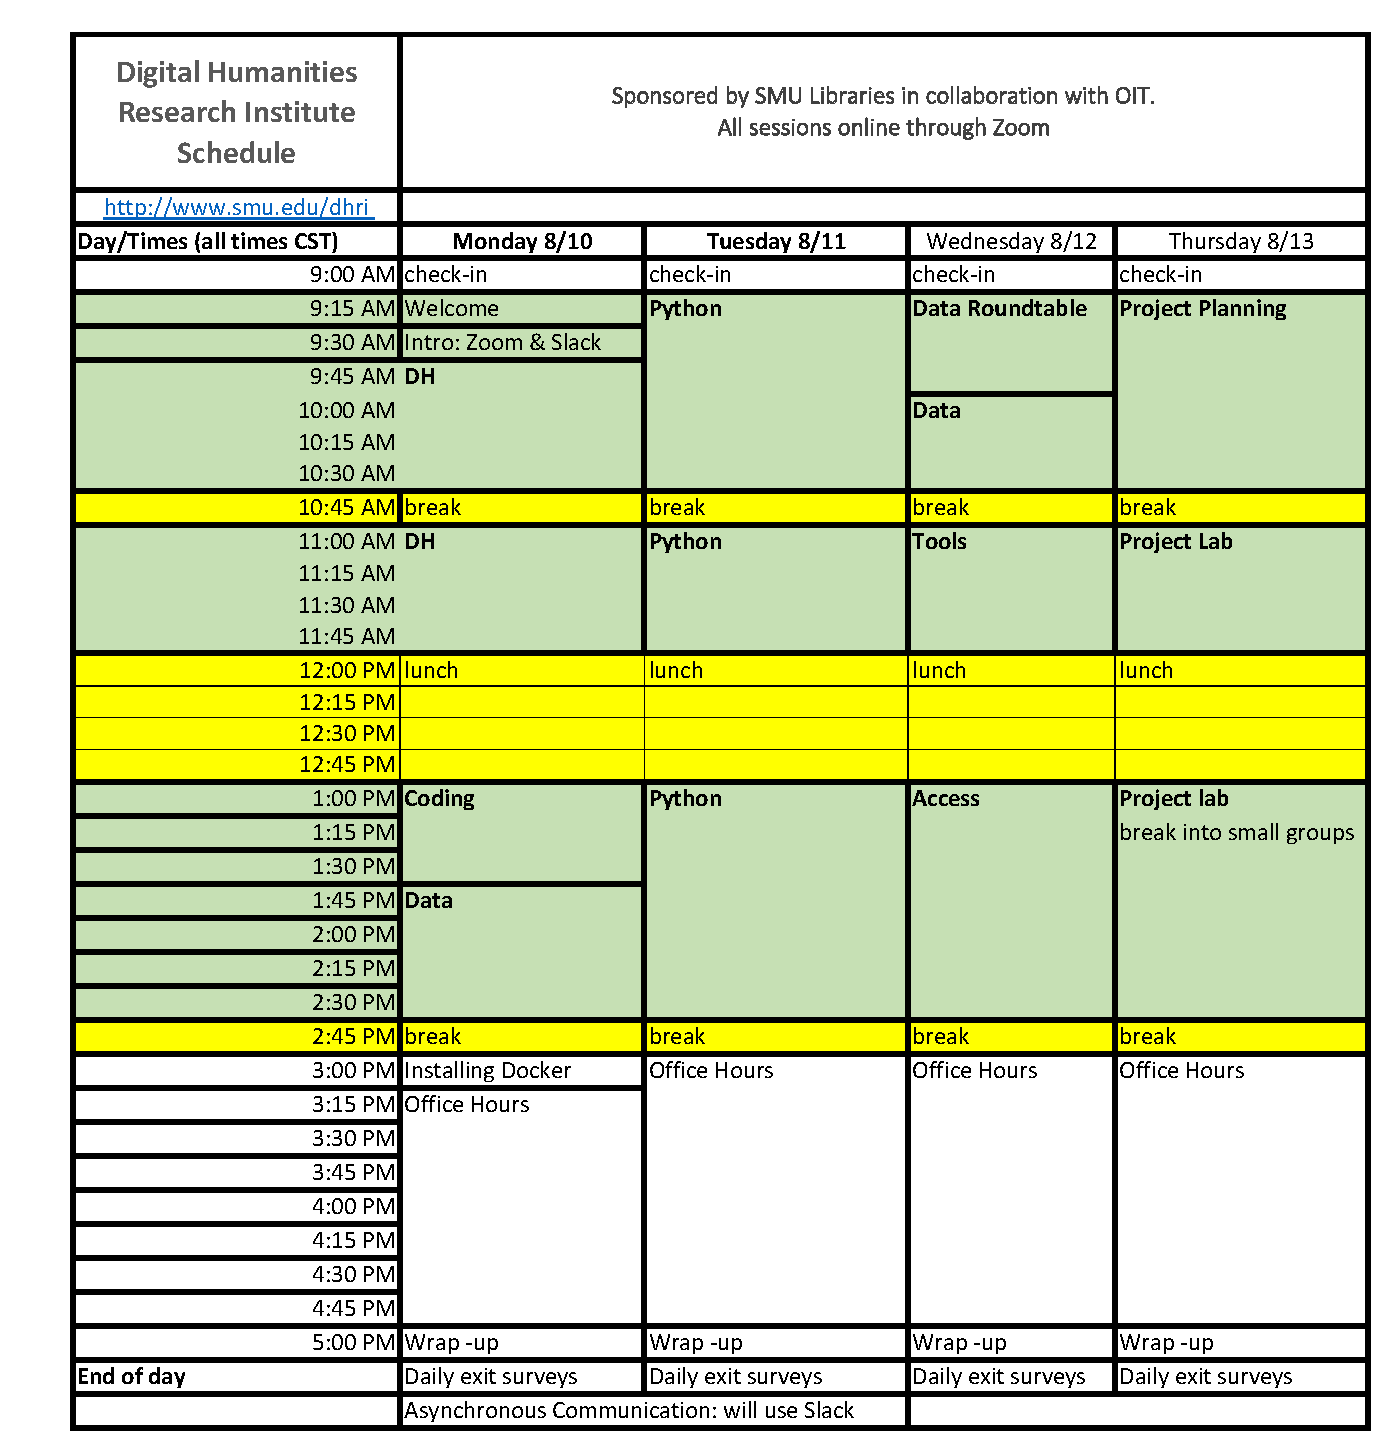 Digital Humanities
Research Institute
Schedule
Sponsored by SMU Libraries in collaboration with OIT.
All sessions online through Zoom
http://www.smu.edu/dhri
Day/Times (all times CST) Monday 8/10 Tuesday 8/11 Wednesday 8/12 Thursday 8/13
9:00 AM check-in check-in check-in check-in
9:15 AM Welcome Python Data Roundtable Project Planning
9:30 AM Intro: Zoom & Slack
9:45 AM DH
10:00 AM Data
10:15 AM
10:30 AM
10:45 AM break break break break
11:00 AM DH Python Tools Project Lab
11:15 AM
11:30 AM
11:45 AM
12:00 PM lunch lunch lunch lunch
12:15 PM
12:30 PM
12:45 PM
1:00 PM Coding Python Access Project lab
1:15 PM break into small groups
1:30 PM
1:45 PM Data
2:00 PM
2:15 PM
2:30 PM
2:45 PM break break break break
3:00 PM Installing Docker Office Hours Office Hours Office Hours
3:15 PM Office Hours
3:30 PM
3:45 PM
4:00 PM
4:15 PM
4:30 PM
4:45 PM
5:00 PM Wrap -up Wrap -up Wrap -up Wrap -up
End of day Daily exit surveys Daily exit surveys Daily exit surveys Daily exit surveys
Asynchronous Communication: will use Slack